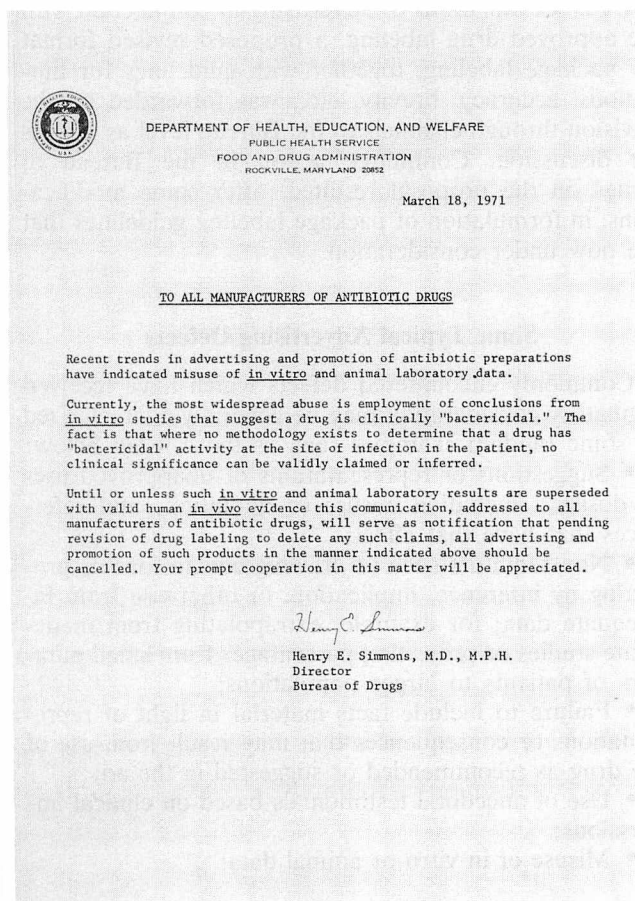 DEPARTMENT OF HEALTH, EDUCATION, AND WELFARE
PUBLIC HEALTH SERVICE
FOOD AND DRUG ADMINISTRATION
ROCKVILLE, MARYLAND 20852
March 18, 1971
TO ALL MANUFACTURERS OF ANTIBIOTIC DRUGS
Recent trends in advertising and promotion of antibiotic preparations
have indicated misuse of in vitro and animal laboratory data.
Currently, the most widespread abuse is employment of conclusions from
in vitro studies that suggest a drug is clinically "bactericidal." The
fact is that where no methodology exists to determine that a drug has
"bactericidal" activity at the site of infection in the patient, no
clinical significance can be validly claimed or inferred.
Until or unless such in vitro and animal laboratory results are superseded
with valid human in vivo evidence this communication, addressed to all
manufacturers of antibiotic drugs, will serve as notification that pending
revision of drug labeling to delete any such claims, all advertising and
promotion of such products in the manner indicated above should be
cancelled. Your prompt cooperation in this matter will be appreciated.
Henry E. Simmons
Henry E. Simmons, M.D., M.P.H.
Director
Bureau of Drugs